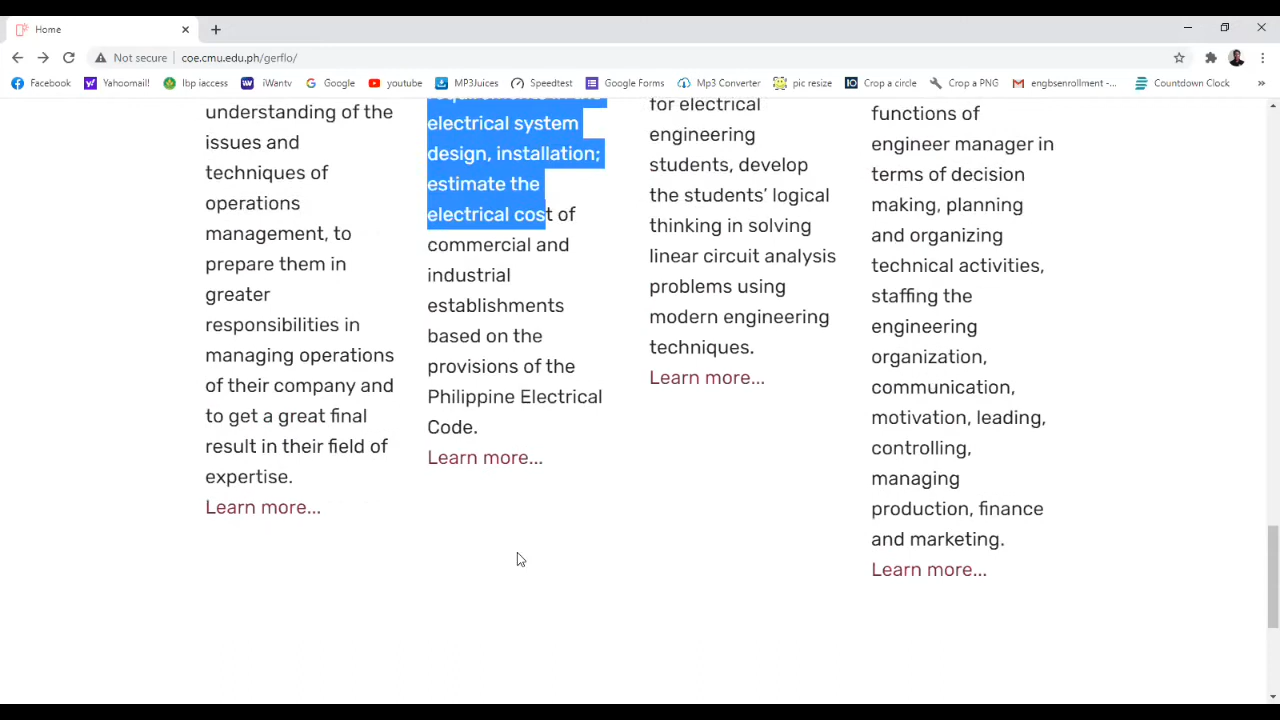 Home
Not secure
coe.cmu.edu.ph/gerflo/
Facebook
Yahoomail!
lbp iaccess
iWantv
Google
youtube
MP3Juices
Speedtest
Google Forms
Mp3 Converter
pic resize
Crop a circle
Crop a PNG
engbsenrollment -...
Countdown Clock
understanding of the
issues and
techniques of
operations
management, to
prepare them in
greater
responsibilities in
managing operations
of their company and
to get a great final
result in their field of
expertise.
Learn more...
electrical system
design, installation;
estimate the
electrical cost of
commercial and
industrial
establishments
based on the
provisions of the
Philippine Electrical
Code.
Learn more...
for electrical
engineering
students, develop
the students’ logical
thinking in solving
linear circuit analysis
problems using
modern engineering
techniques.
Learn more...
functions of
engineer manager in
terms of decision
making, planning
and organizing
technical activities,
staffing the
engineering
organization,
communication,
motivation, leading,
controlling,
managing
production, finance
and marketing.
Learn more...